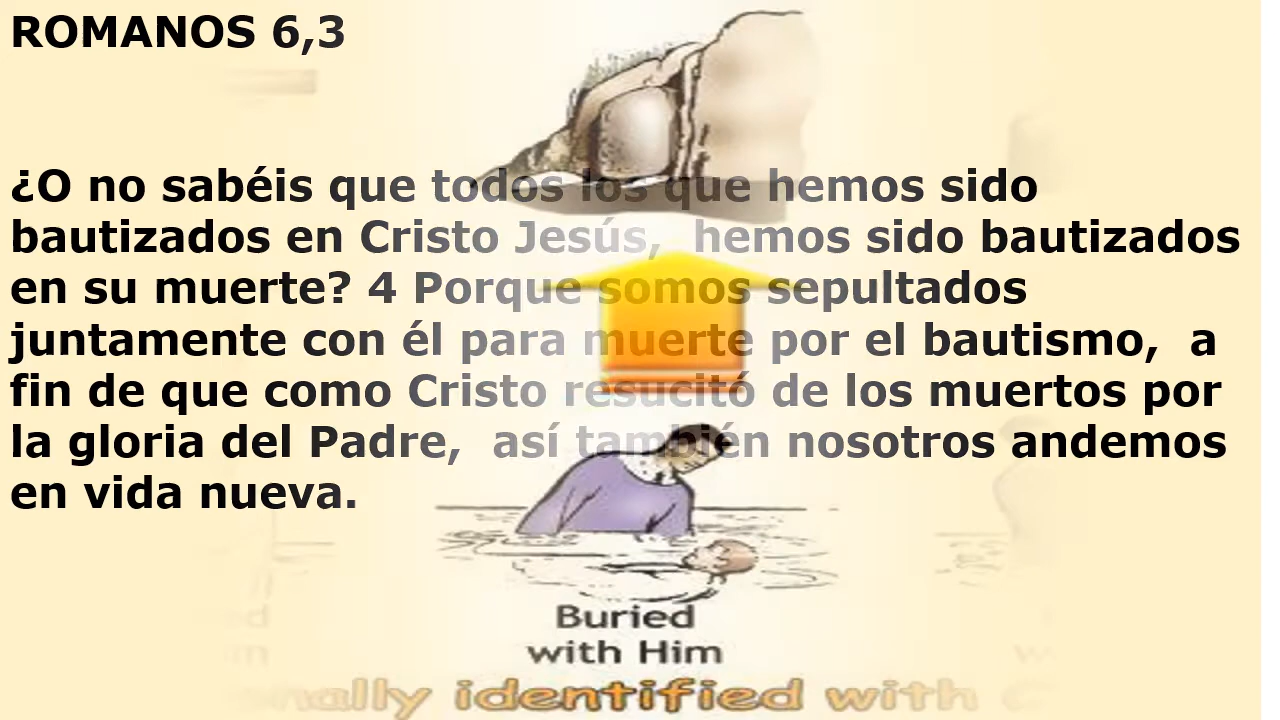 ROMANOS 6,3
¿O no sabéis que todos los que hemos sido
bautizados en Cristo Jesús, hemos sido bautizados
en su muerte? 4 Porque somos sepultados
juntamente con él para muerte por el bautismo, a
fin de que como Cristo resucitó de los muertos por
la gloria del Padre, así también nosotros andemos
en vida nueva.
Buried
with Him
identified with